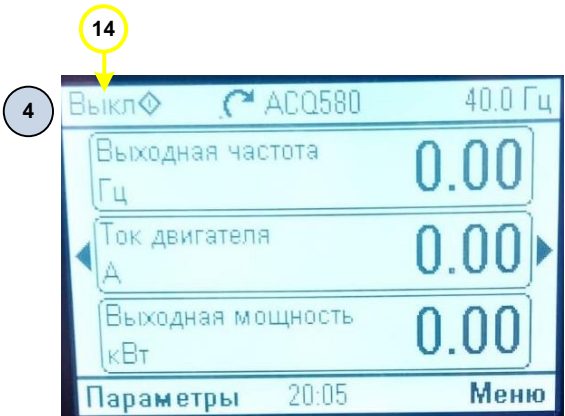 14
4
Выкл ACQ580 40.0 Гц
Выходная частота
Гц
0.00
Ток двигателя
А
0.00
Выходная мощность
кВт
0.00
Параметры 20:05 Меню